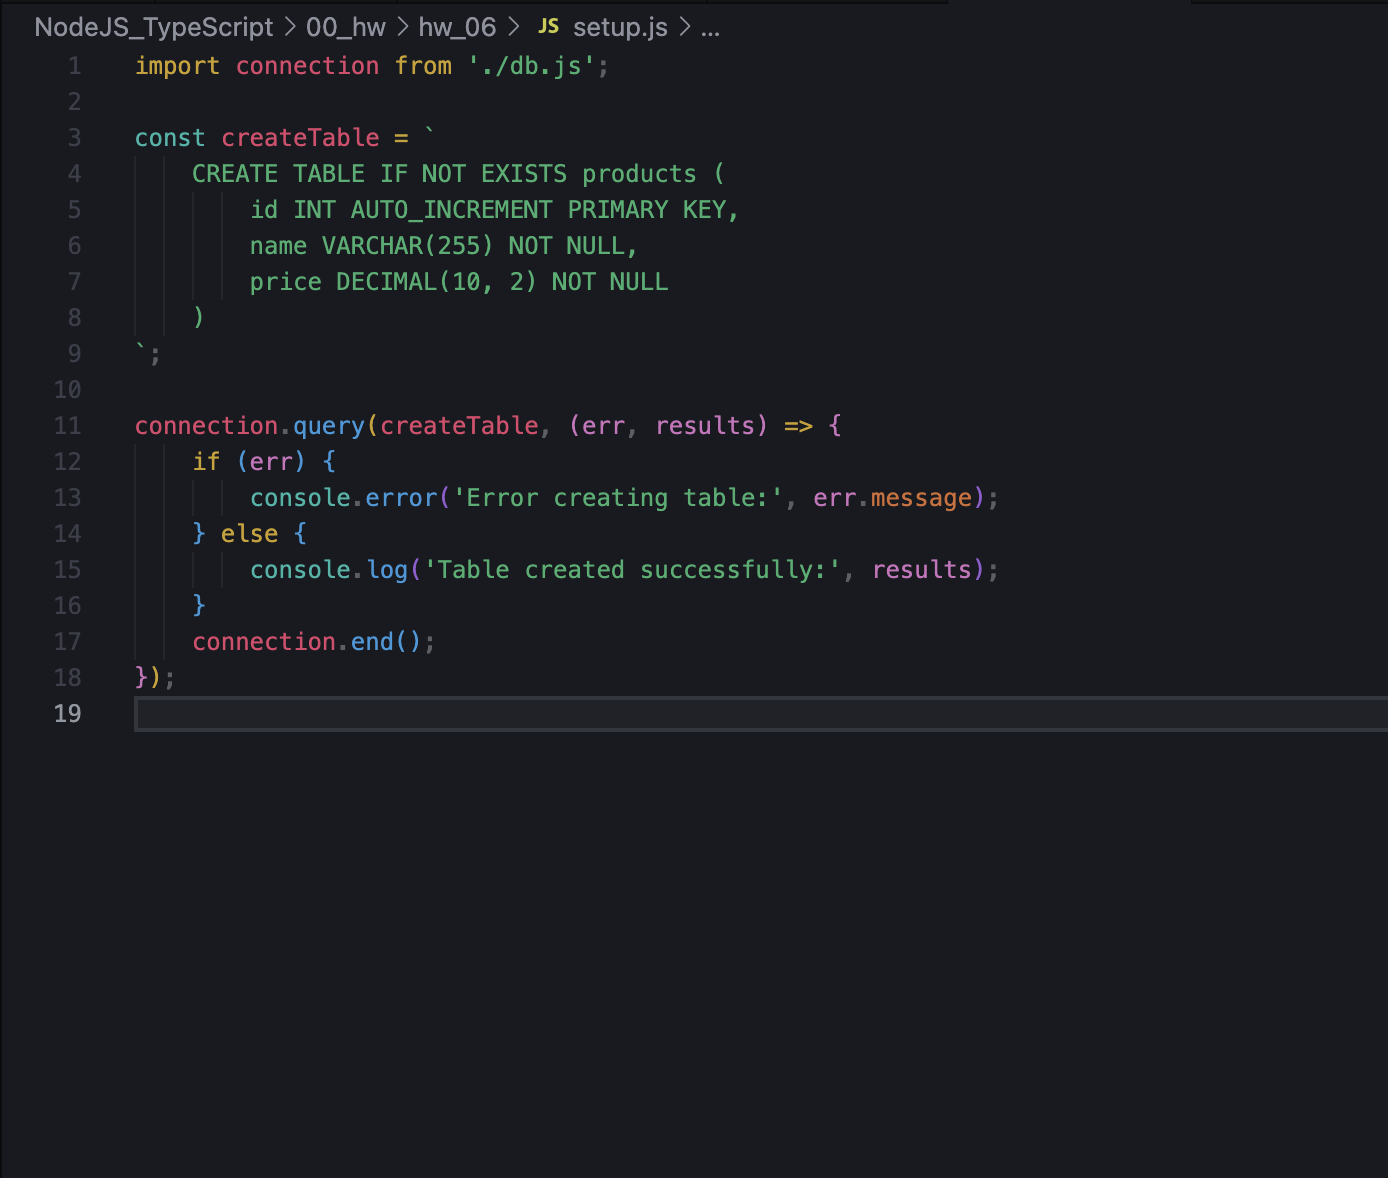 NodeJS_TypeScript > 00_hw > hw_06 > JS setup.js > ...
1 import connection from './db.js';
2
3 const createTable = `
4     CREATE TABLE IF NOT EXISTS products (
5         id INT AUTO_INCREMENT PRIMARY KEY,
6         name VARCHAR(255) NOT NULL,
7         price DECIMAL(10, 2) NOT NULL
8     )
9 `;
10
11 connection.query(createTable, (err, results) => {
12     if (err) {
13         console.error('Error creating table:', err.message);
14     } else {
15         console.log('Table created successfully:', results);
16     }
17     connection.end();
18 });
19